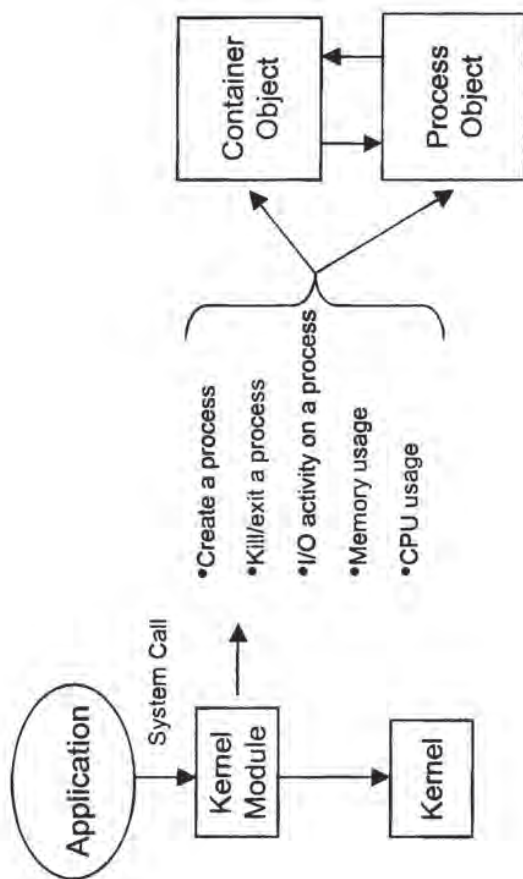 Application
System Call
Kernel
Module
Kernel
•Create a process
•Kill/exit a process
•I/O activity on a process
•Memory usage
•CPU usage
Container
Object
Process
Object